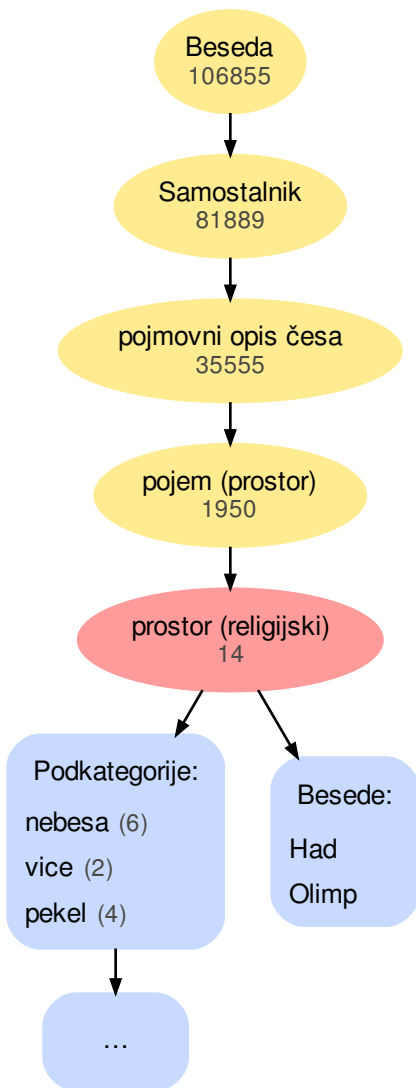 Beseda
106855
Samostalnik
81889
pojmovni opis česa
35555
pojem (prostor)
1950
prostor (religijski)
14
Podkategorije:
nebesa (6)
vice (2)
pekel (4)
Besede:
Had
Olimp
…